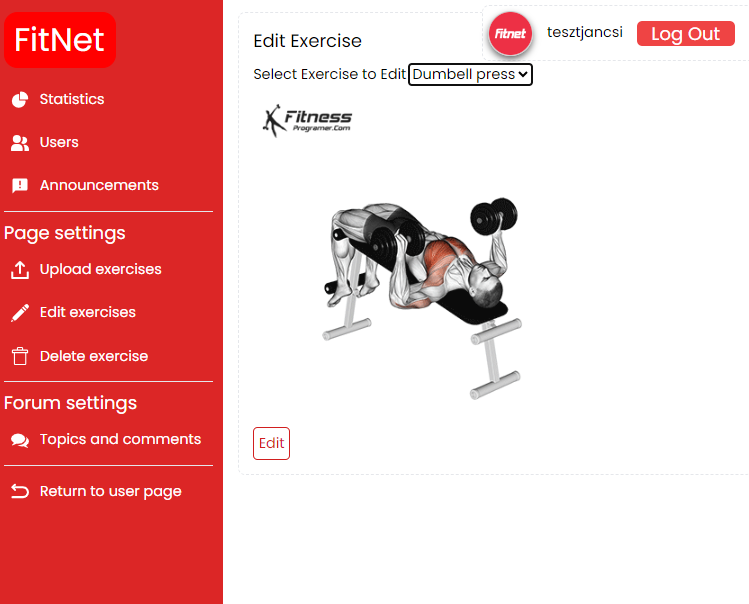 FitNet
Statistics
Users
Announcements
Page settings
Upload exercises
Edit exercises
Delete exercise
Forum settings
Topics and comments
Return to user page
Fitnet
tesztjancsi
Log Out
Edit Exercise
Select Exercise to Edit Dumbell press
Fitness
Programer.Com
Edit